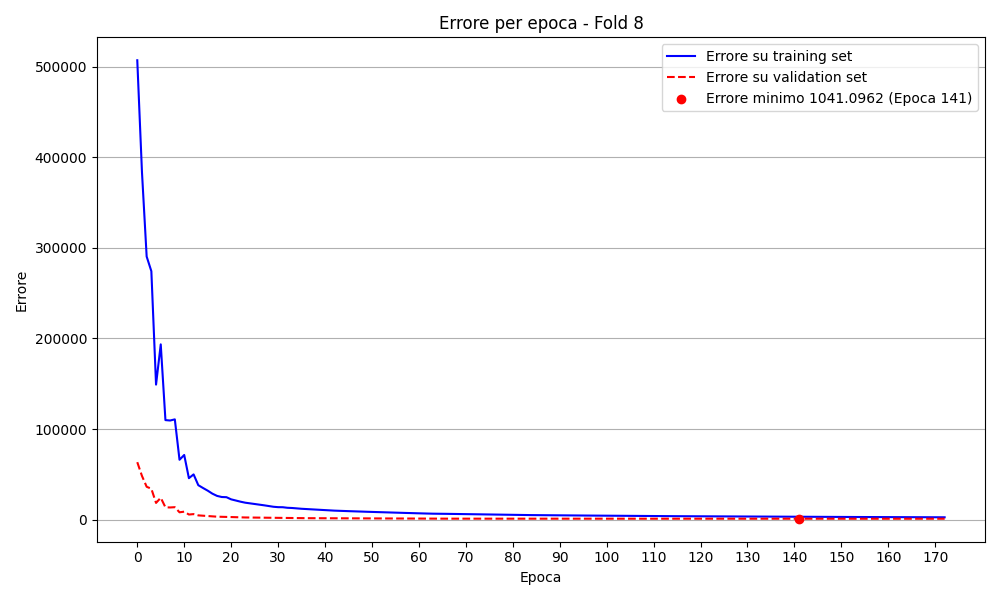 Errore per epoca - Fold 8
Errore su training set
Errore su validation set
Errore minimo 1041.0962 (Epoca 141)
Errore
500000
400000
300000
200000
100000
0
0 10 20 30 40 50 60 70 80 90 100 110 120 130 140 150 160 170
Epoca